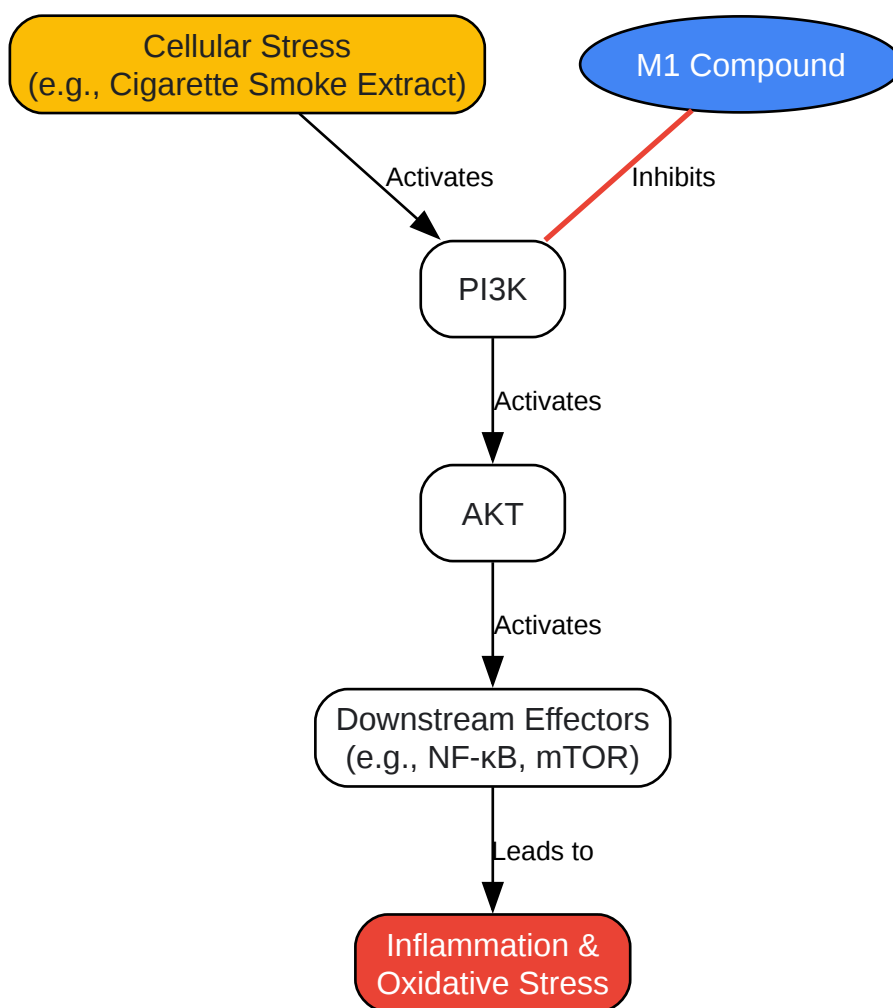 Cellular Stress
(e.g., Cigarette Smoke Extract)
M1 Compound
Activates
Inhibits
PI3K
Activates
AKT
Activates
Downstream Effectors
(e.g., NF-κB, mTOR)
Leads to
Inflammation &
Oxidative Stress